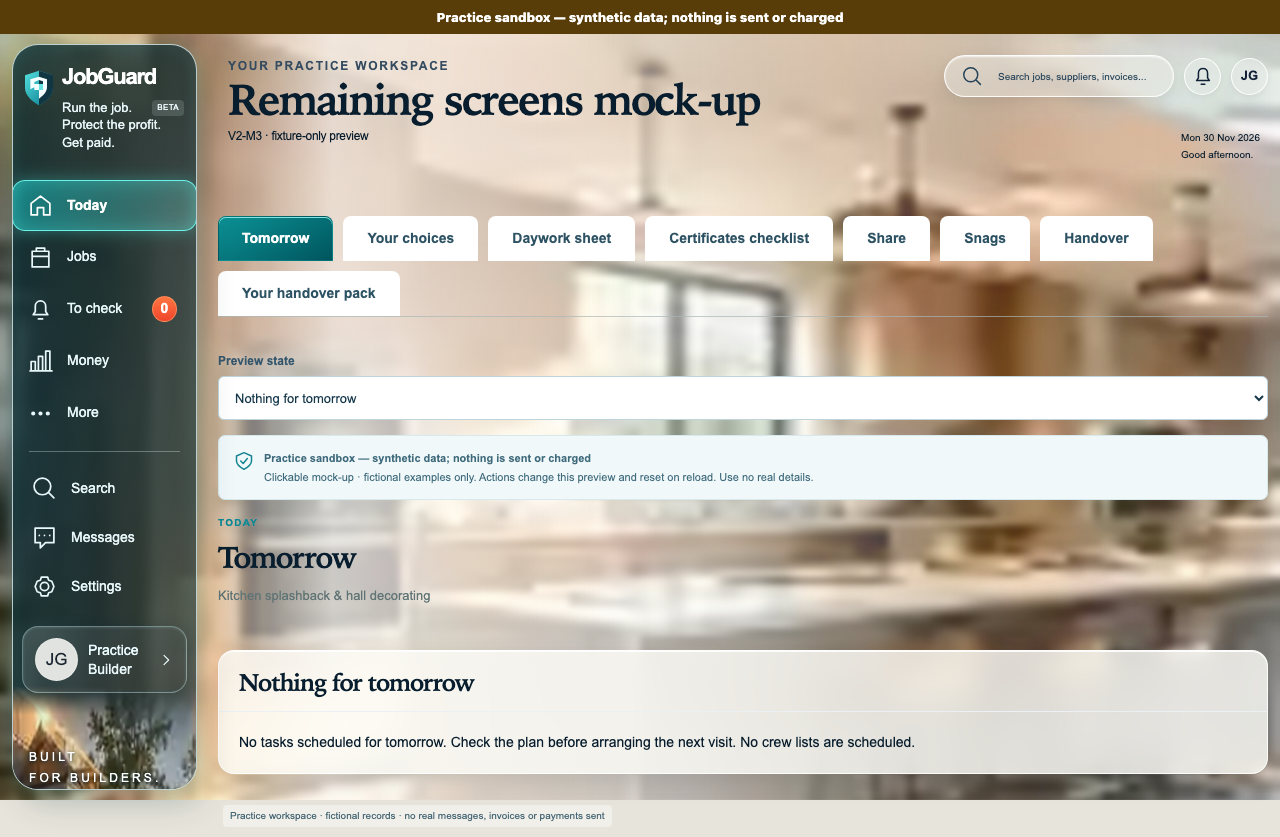 Practice sandbox — synthetic data; nothing is sent or charged
JobGuard
Run the job.
Protect the profit.
Get paid.
BETA
Today
Jobs
To check
0
Money
More
Search
Messages
Settings
JG
Practice
Builder
BUILT
FOR BUILDERS.
YOUR PRACTICE WORKSPACE
Remaining screens mock-up
V2-M3 · fixture-only preview
Search jobs, suppliers, invoices...
JG
Mon 30 Nov 2026
Good afternoon.
Tomorrow
Your choices
Daywork sheet
Certificates checklist
Share
Snags
Handover
Your handover pack
Preview state
Nothing for tomorrow
Practice sandbox — synthetic data; nothing is sent or charged
Clickable mock-up · fictional examples only. Actions change this preview and reset on reload. Use no real details.
TODAY
Tomorrow
Kitchen splashback & hall decorating
Nothing for tomorrow
No tasks scheduled for tomorrow. Check the plan before arranging the next visit. No crew lists are scheduled.
Practice workspace · fictional records · no real messages, invoices or payments sent